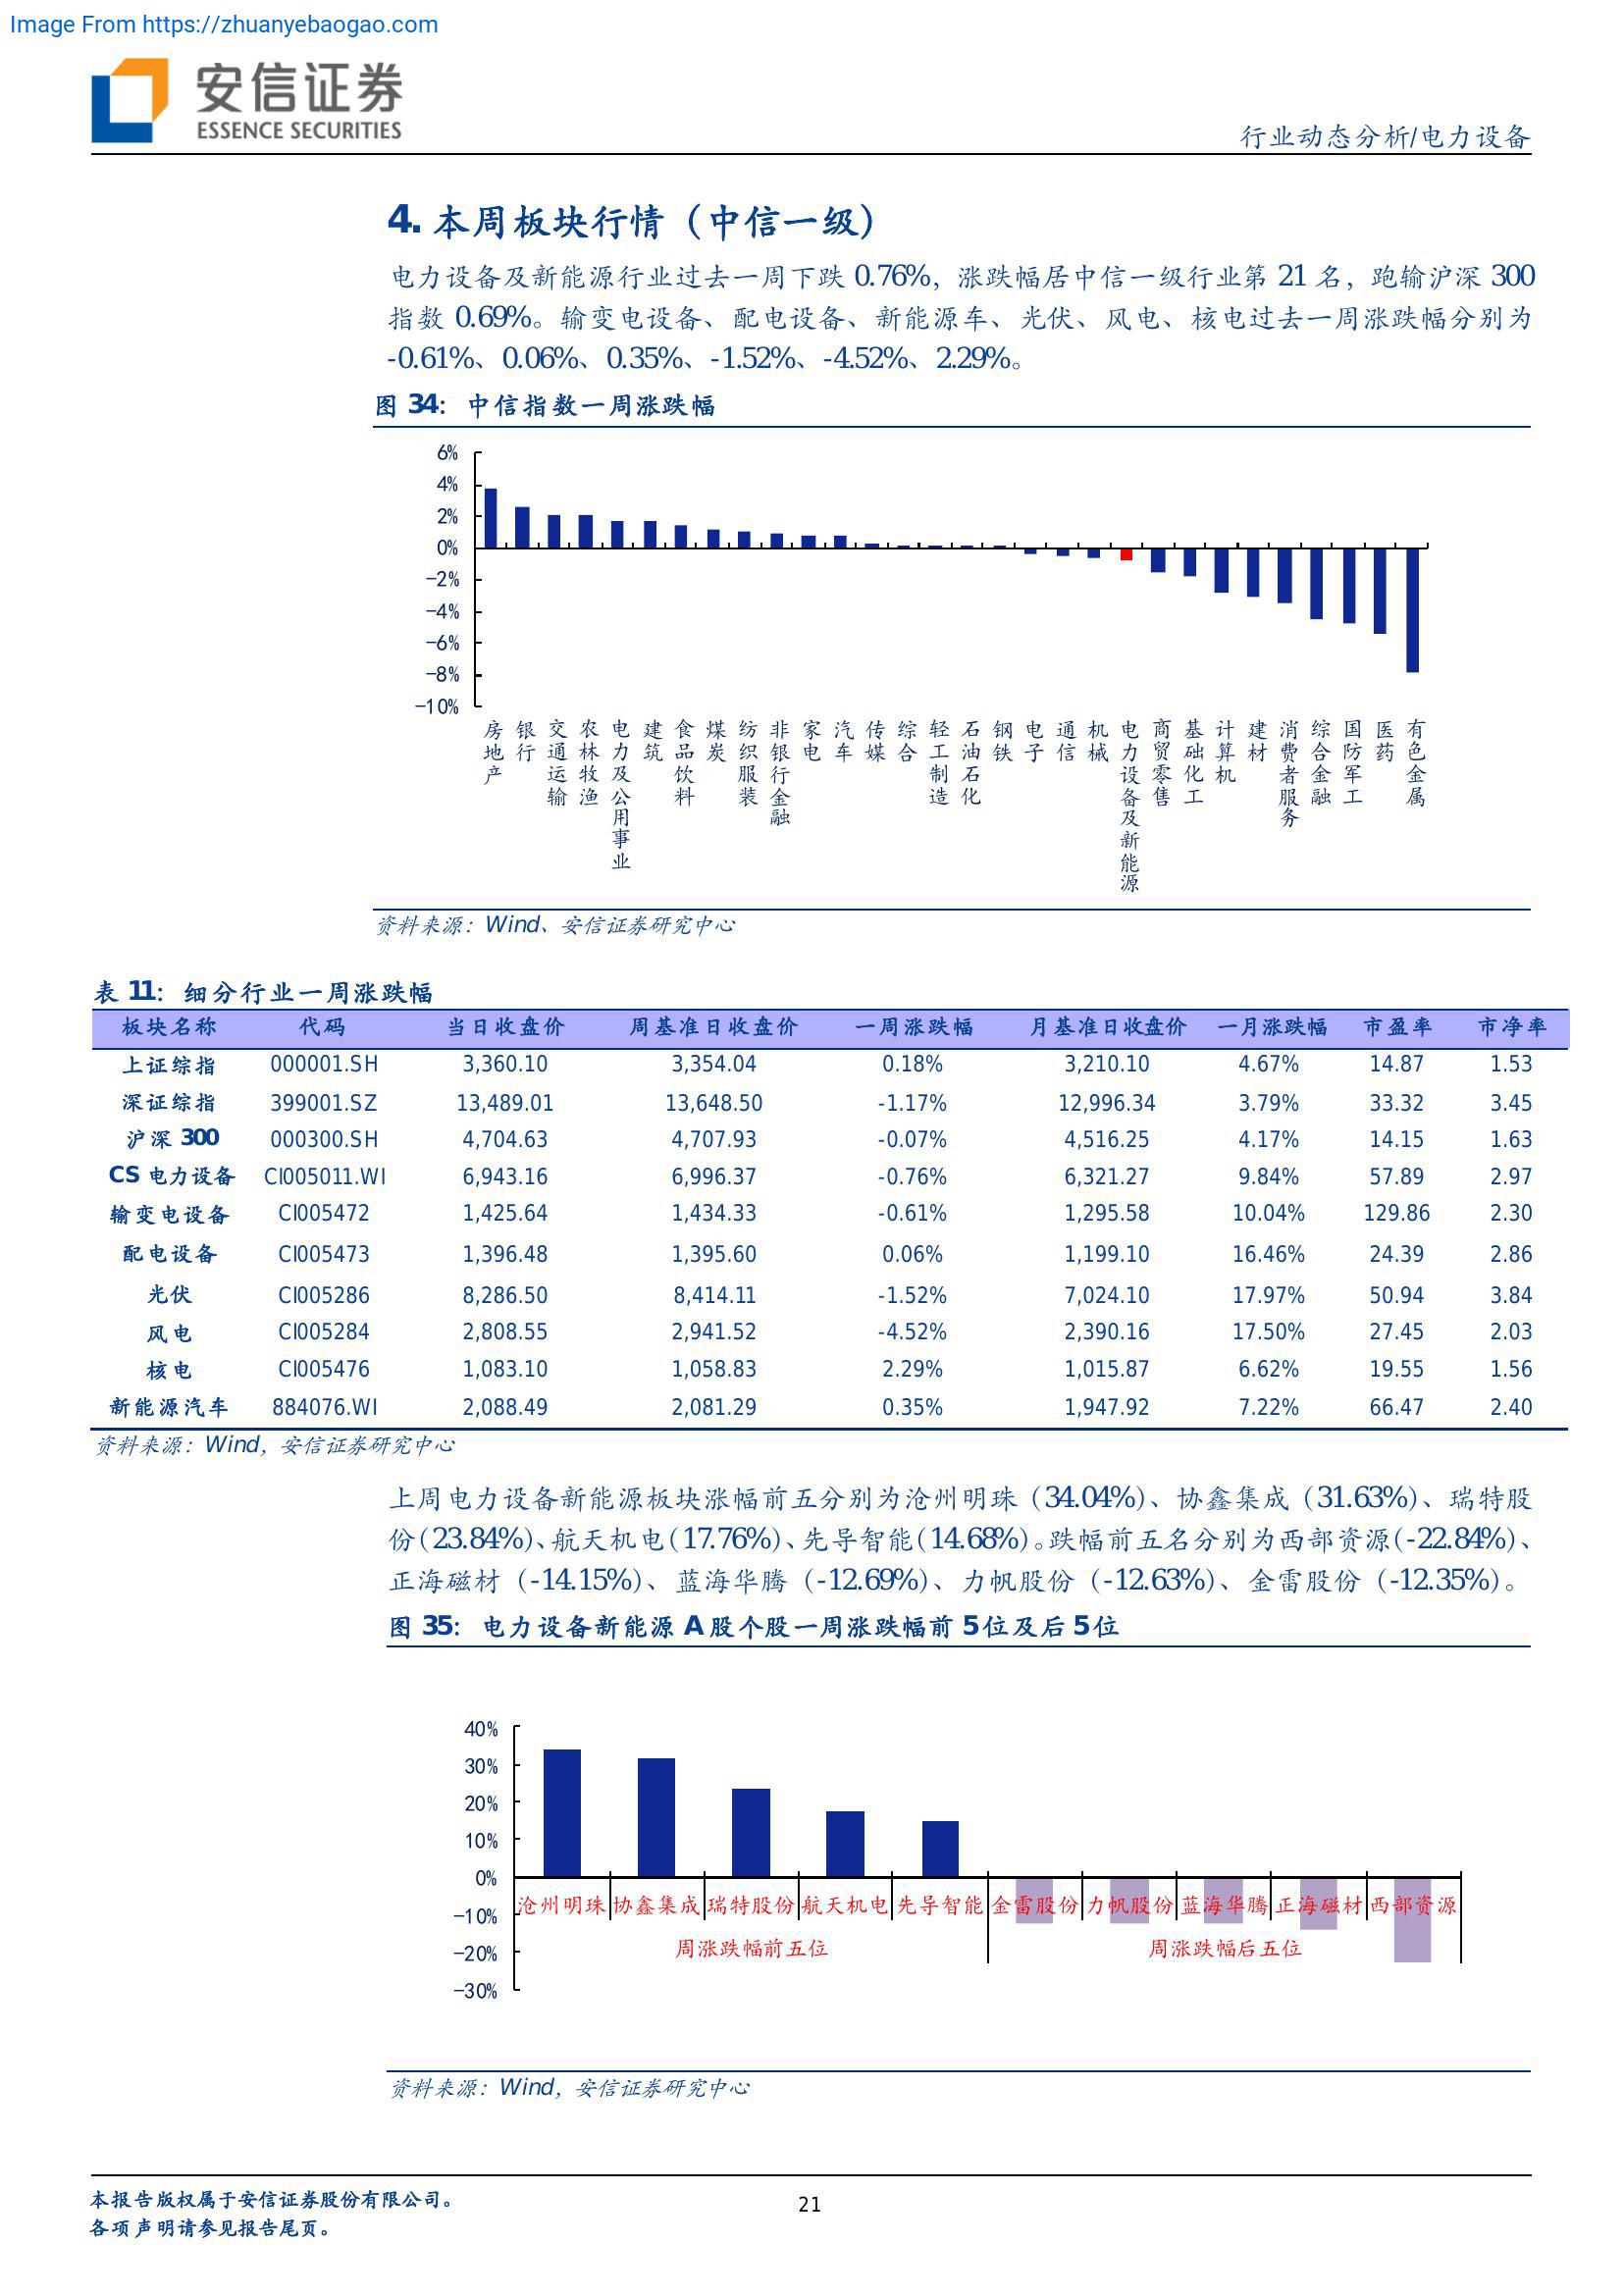 Image From https://zhuanyebaogao.com
安信证券
ESSENCE SECURITIES
行业动态分析/电力设备
4. 本周板块行情（中信一级）
电力设备及新能源行业过去一周下跌 0.76%，涨跌幅居中信一级行业第 21 名，跑输沪深 300
指数 0.69%。输变电设备、配电设备、新能源车、光伏、风电、核电过去一周涨跌幅分别为
-0.61%、0.06%、0.35%、-1.52%、-4.52%、2.29%。
图 34：中信指数一周涨跌幅
6%
4%
2%
0%
-2%
-4%
-6%
-8%
-10%
房地产
银行
交通运输
农林牧渔
电力及公用事业
建筑
食品饮料
煤炭
纺织服装
非银行金融
家电
汽车
传媒
综合
轻工制造
石油石化
钢铁
电子
通信
机械
电力设备及新能源
商贸零售
基础化工
计算机
建材
消费者服务
综合金融
国防军工
医药
有色金属
资料来源：Wind、安信证券研究中心
表 11：细分行业一周涨跌幅
板块名称 代码 当日收盘价 周基准日收盘价 一周涨跌幅 月基准日收盘价 一月涨跌幅 市盈率 市净率
上证综指 000001.SH 3,360.10 3,354.04 0.18% 3,210.10 4.67% 14.87 1.53
深证综指 399001.SZ 13,489.01 13,648.50 -1.17% 12,996.34 3.79% 33.32 3.45
沪深 300 000300.SH 4,704.63 4,707.93 -0.07% 4,516.25 4.17% 14.15 1.63
CS 电力设备 CI005011.WI 6,943.16 6,996.37 -0.76% 6,321.27 9.84% 57.89 2.97
输变电设备 CI005472 1,425.64 1,434.33 -0.61% 1,295.58 10.04% 129.86 2.30
配电设备 CI005473 1,396.48 1,395.60 0.06% 1,199.10 16.46% 24.39 2.86
光伏 CI005286 8,286.50 8,414.11 -1.52% 7,024.10 17.97% 50.94 3.84
风电 CI005284 2,808.55 2,941.52 -4.52% 2,390.16 17.50% 27.45 2.03
核电 CI005476 1,083.10 1,058.83 2.29% 1,015.87 6.62% 19.55 1.56
新能源汽车 884076.WI 2,088.49 2,081.29 0.35% 1,947.92 7.22% 66.47 2.40
资料来源：Wind，安信证券研究中心
上周电力设备新能源板块涨幅前五分别为沧州明珠（34.04%）、协鑫集成（31.63%）、瑞特股
份（23.84%）、航天机电（17.76%）、先导智能（14.68%）。跌幅前五名分别为西部资源（-22.84%）、
正海磁材（-14.15%）、蓝海华腾（-12.69%）、力帆股份（-12.63%）、金雷股份（-12.35%）。
图 35：电力设备新能源 A 股个股一周涨跌幅前 5 位及后 5 位
40%
30%
20%
10%
0%
-10%
-20%
-30%
沧州明珠 协鑫集成 瑞特股份 航天机电 先导智能 金雷股份 力帆股份 蓝海华腾 正海磁材 西部资源
周涨跌幅前五位 周涨跌幅后五位
资料来源：Wind，安信证券研究中心
本报告版权属于安信证券股份有限公司。
各项声明请参见报告尾页。
21